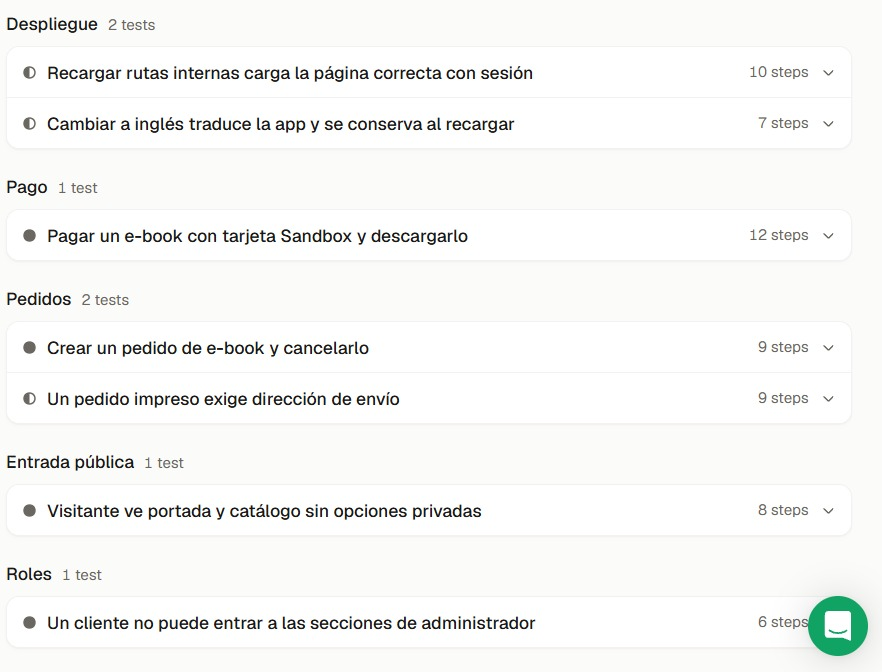 Despliegue 2 tests
Recargar rutas internas carga la página correcta con sesión 10 steps
Cambiar a inglés traduce la app y se conserva al recargar 7 steps
Pago 1 test
Pagar un e-book con tarjeta Sandbox y descargarlo 12 steps
Pedidos 2 tests
Crear un pedido de e-book y cancelarlo 9 steps
Un pedido impreso exige dirección de envío 9 steps
Entrada pública 1 test
Visitante ve portada y catálogo sin opciones privadas 8 steps
Roles 1 test
Un cliente no puede entrar a las secciones de administrador 6 steps